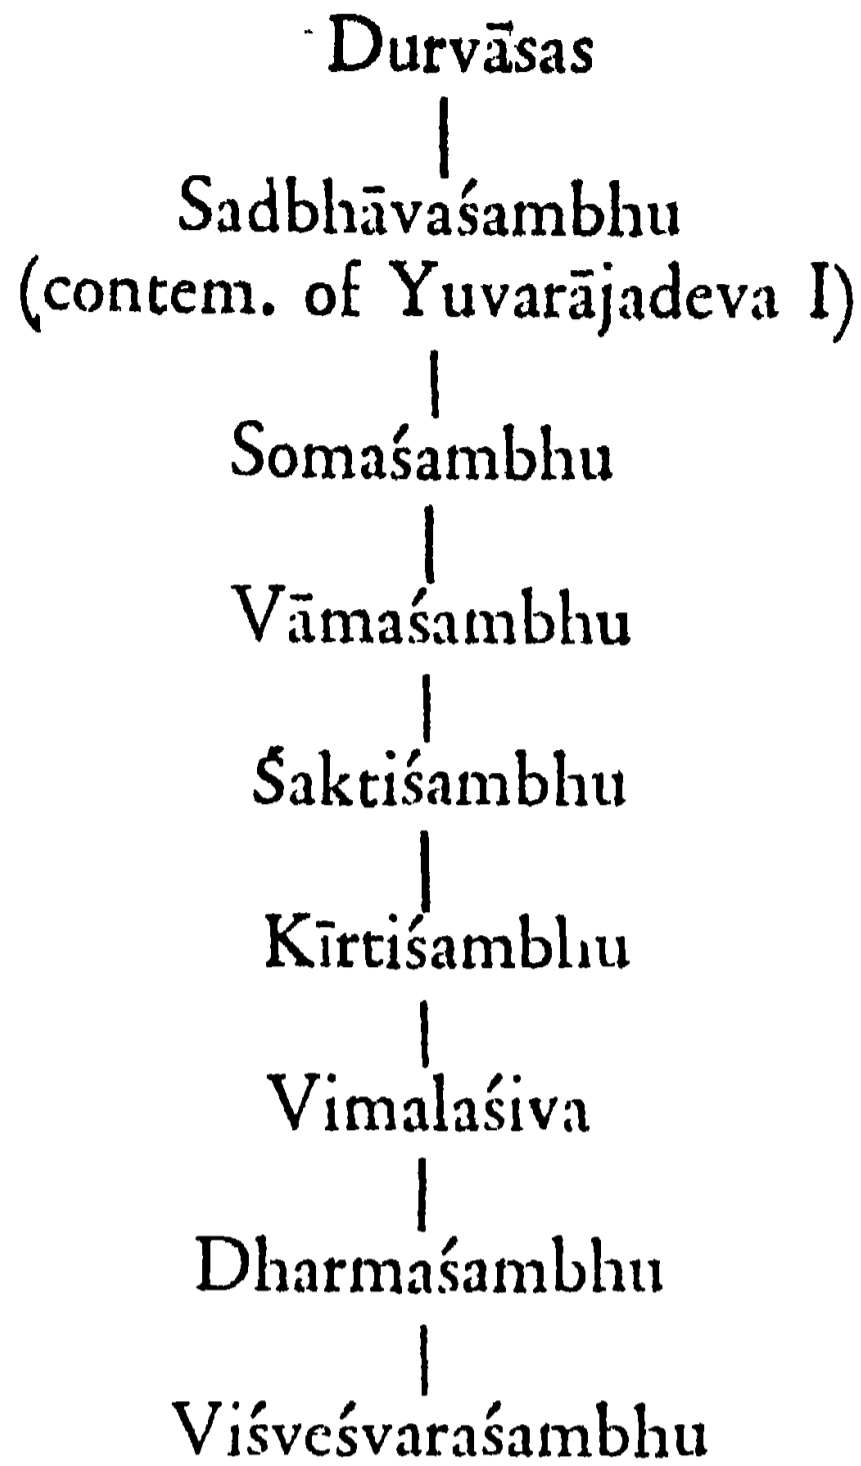 Durvāsas
Sadbhāvaśambhu
(contem. of Yuvarājadeva I)
Somaśambhu
Vāmaśambhu
Śaktiśambhu
Kīrtiśambhu
Vimalaśiva
Dharmaśambhu
Viśveśvaraśambhu